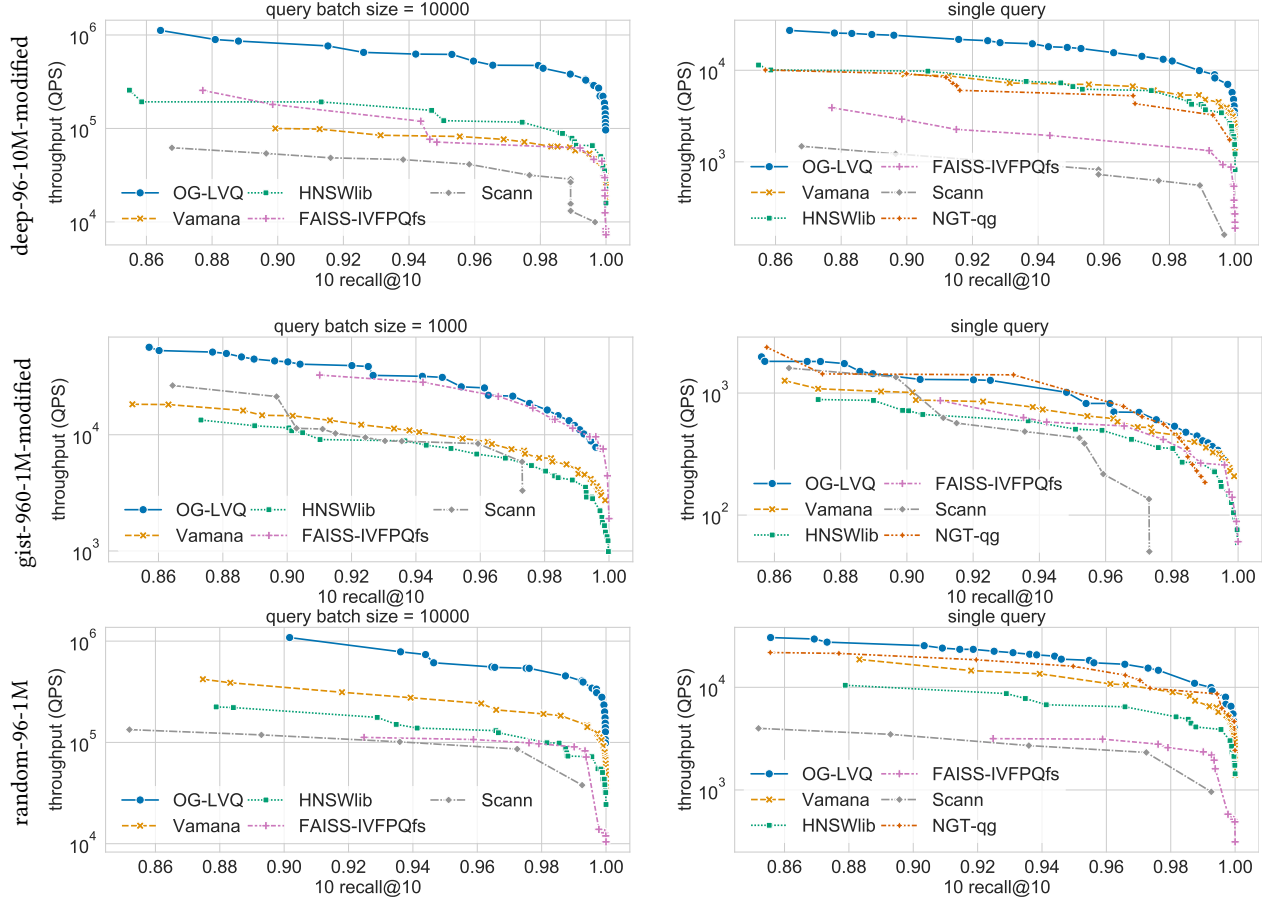 deep-96-10M-modified
query batch size = 10000
throughput (QPS)
10^6
10^5
10^4
OG-LVQ
HNSWlib
Scann
Vamana
FAISS-IVFPQfs
0.86 0.88 0.90 0.92 0.94 0.96 0.98 1.00
10 recall@10
single query
throughput (QPS)
10^4
10^3
OG-LVQ
FAISS-IVFPQfs
Vamana
Scann
HNSWlib
NGT-qg
0.86 0.88 0.90 0.92 0.94 0.96 0.98 1.00
10 recall@10
gist-960-1M-modified
query batch size = 1000
throughput (QPS)
10^4
10^3
OG-LVQ
HNSWlib
Scann
Vamana
FAISS-IVFPQfs
0.86 0.88 0.90 0.92 0.94 0.96 0.98 1.00
10 recall@10
single query
throughput (QPS)
10^3
10^2
OG-LVQ
FAISS-IVFPQfs
Vamana
Scann
HNSWlib
NGT-qg
0.86 0.88 0.90 0.92 0.94 0.96 0.98 1.00
10 recall@10
random-96-1M
query batch size = 10000
throughput (QPS)
10^6
10^5
10^4
OG-LVQ
HNSWlib
Scann
Vamana
FAISS-IVFPQfs
0.86 0.88 0.90 0.92 0.94 0.96 0.98 1.00
10 recall@10
single query
throughput (QPS)
10^4
10^3
OG-LVQ
FAISS-IVFPQfs
Vamana
Scann
HNSWlib
NGT-qg
0.86 0.88 0.90 0.92 0.94 0.96 0.98 1.00
10 recall@10